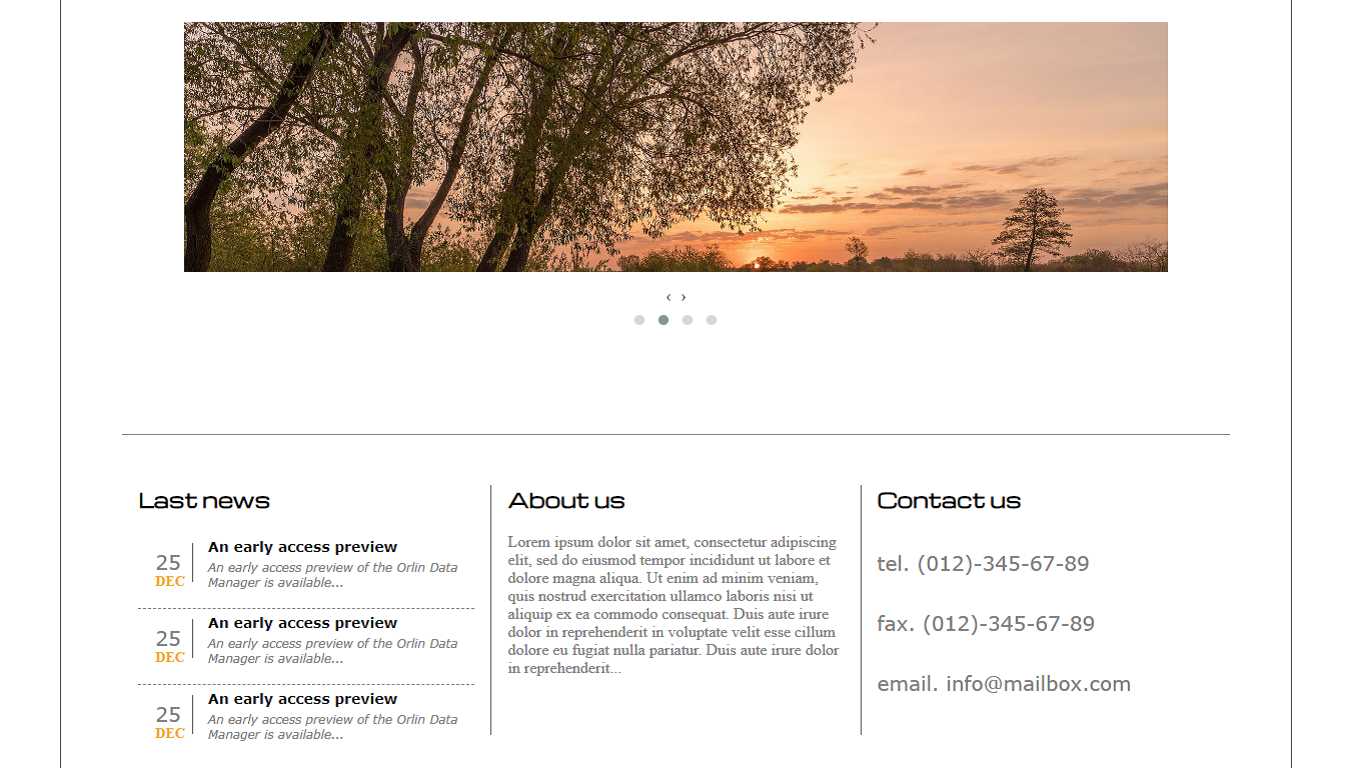 ‹ ›
Last news
25
DEC
An early access preview
An early access preview of the Orlin Data
Manager is available...
25
DEC
An early access preview
An early access preview of the Orlin Data
Manager is available...
25
DEC
An early access preview
An early access preview of the Orlin Data
Manager is available...
About us
Lorem ipsum dolor sit amet, consectetur adipiscing
elit, sed do eiusmod tempor incididunt ut labore et
dolore magna aliqua. Ut enim ad minim veniam,
quis nostrud exercitation ullamco laboris nisi ut
aliquip ex ea commodo consequat. Duis aute irure
dolor in reprehenderit in voluptate velit esse cillum
dolore eu fugiat nulla pariatur. Duis aute irure dolor
in reprehenderit...
Contact us
tel. (012)-345-67-89
fax. (012)-345-67-89
email. info@mailbox.com